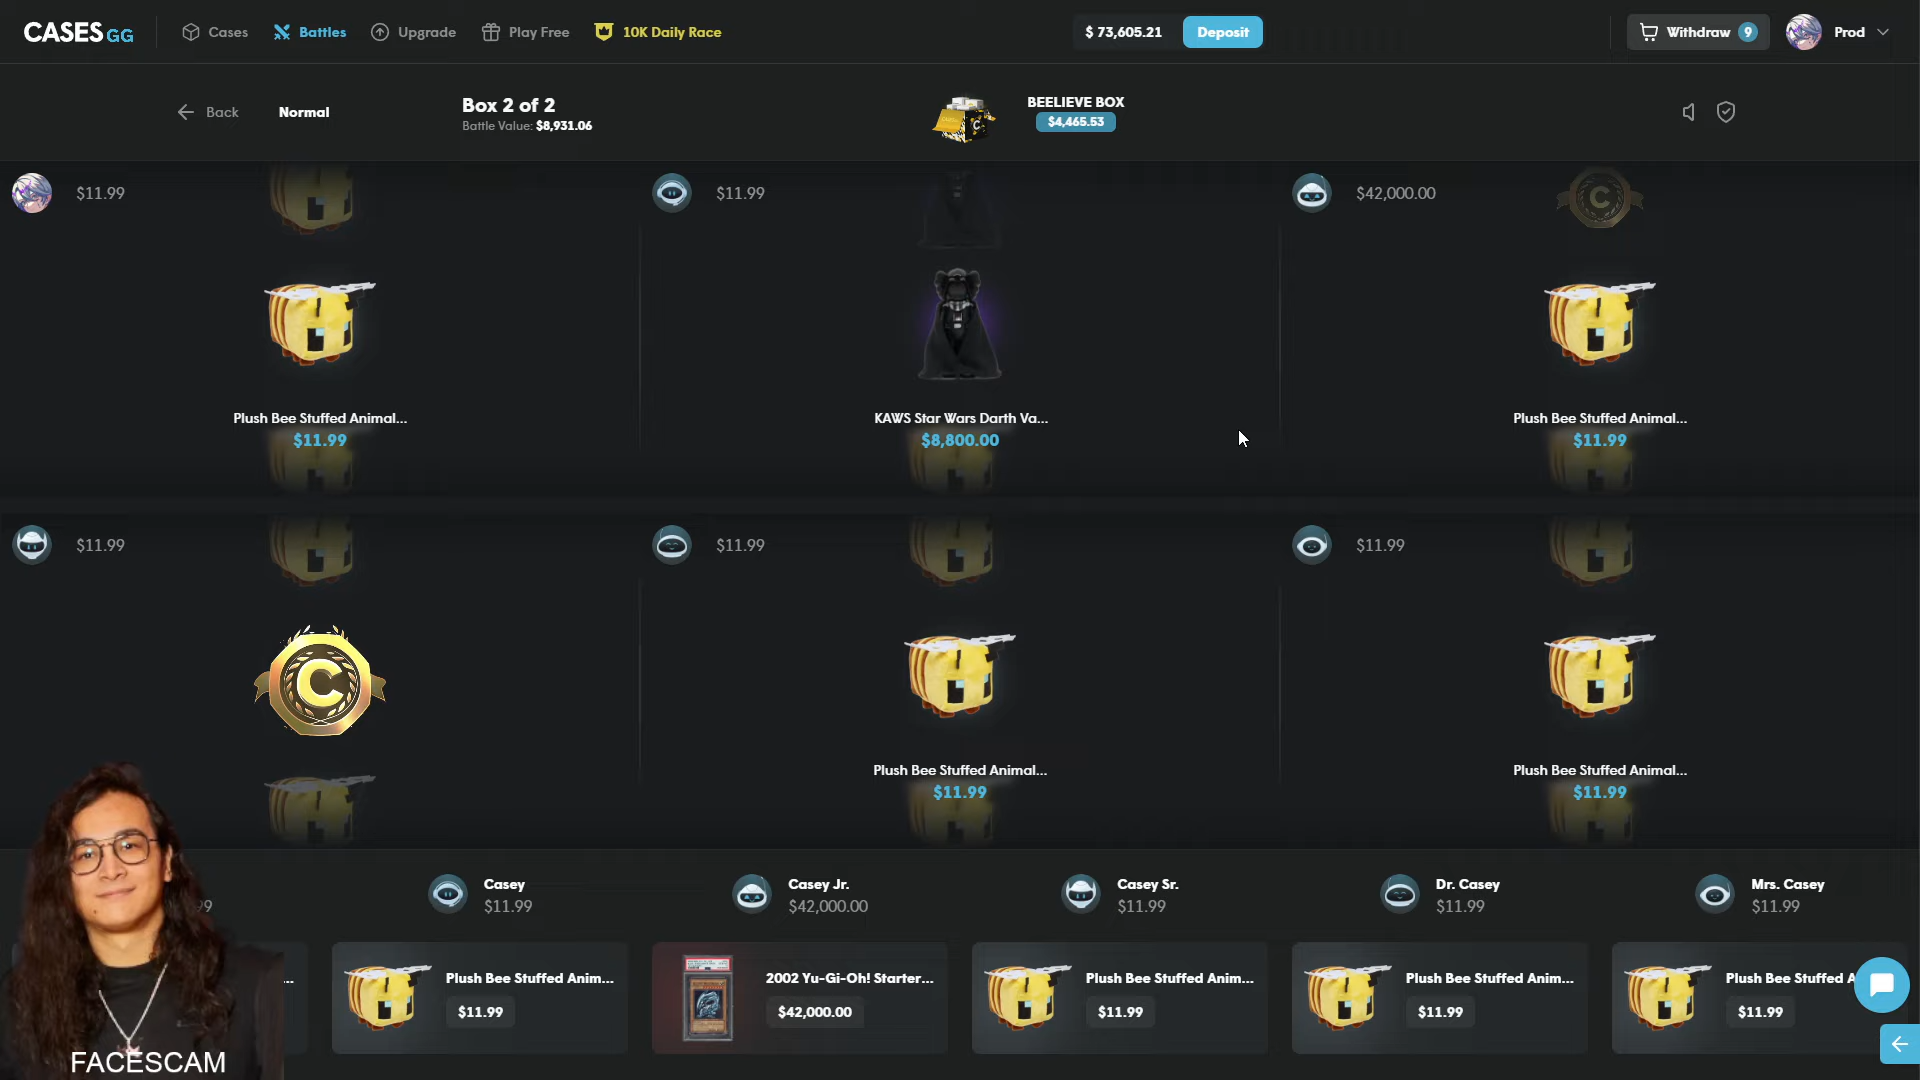 CASES GG
Cases
Battles
Upgrade
Play Free
10K Daily Race
$ 73,605.21
Deposit
Withdraw 9
Prod
Back
Normal
Box 2 of 2
Battle Value: $8,931.06
BEELIEVE BOX
$4,465.53
$11.99
$11.99
$42,000.00
C
Plush Bee Stuffed Animal...
$11.99
KAWS Star Wars Darth Va...
$8,800.00
Plush Bee Stuffed Animal...
$11.99
$11.99
$11.99
$11.99
C
Plush Bee Stuffed Animal...
$11.99
Plush Bee Stuffed Animal...
$11.99
Casey
$11.99
Casey Jr.
$42,000.00
Casey Sr.
$11.99
Dr. Casey
$11.99
Mrs. Casey
$11.99
...
Plush Bee Stuffed Anim...
$11.99
2002 Yu-Gi-Oh! Starter...
$42,000.00
Plush Bee Stuffed Anim...
$11.99
Plush Bee Stuffed Anim...
$11.99
Plush Bee Stuffed A
$11.99
FACESCAM